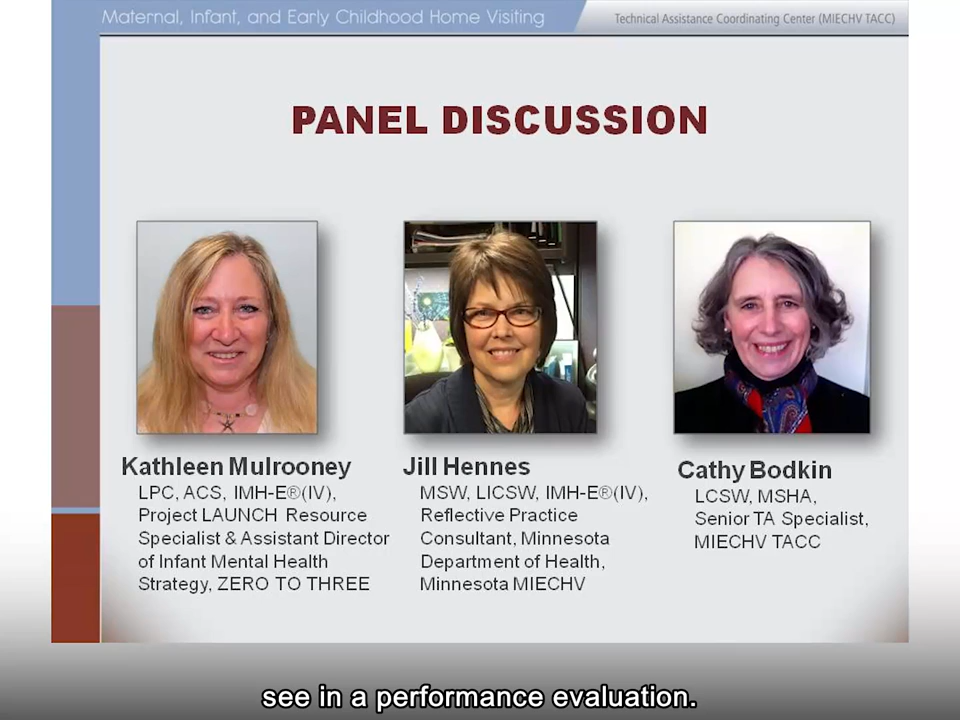 Maternal, Infant, and Early Childhood Home Visiting
Technical Assistance Coordinating Center (MIECHV TACC)
PANEL DISCUSSION
Kathleen Mulrooney
LPC, ACS, IMH-E®(IV),
Project LAUNCH Resource
Specialist & Assistant Director
of Infant Mental Health
Strategy, ZERO TO THREE
Jill Hennes
MSW, LICSW, IMH-E®(IV),
Reflective Practice
Consultant, Minnesota
Department of Health,
Minnesota MIECHV
Cathy Bodkin
LCSW, MSHA,
Senior TA Specialist,
MIECHV TACC
see in a performance evaluation.